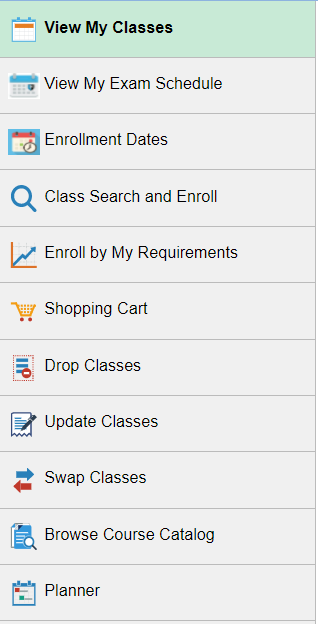 View My Classes
View My Exam Schedule
Enrollment Dates
Class Search and Enroll
Enroll by My Requirements
Shopping Cart
Drop Classes
Update Classes
Swap Classes
Browse Course Catalog
Planner